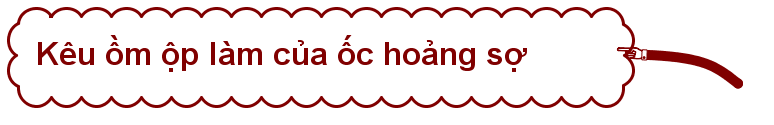 Kêu ồm ộp làm của ốc hoảng sợ